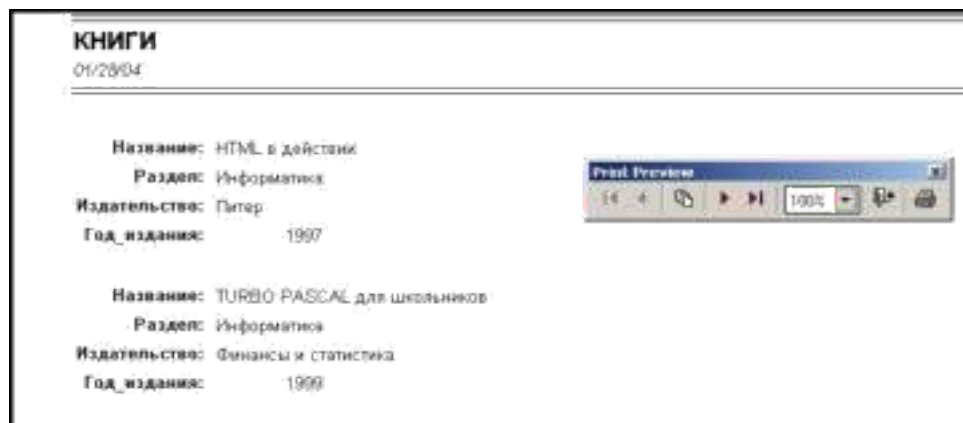 КНИГИ
01/28/04
Название: HTML в действии
Раздел: Информатика
Издательство: Питер
Год_издания: 1997
Print Preview
100%
Название: TURBO PASCAL для школьников
Раздел: Информатика
Издательство: Финансы и статистика
Год_издания: 1999